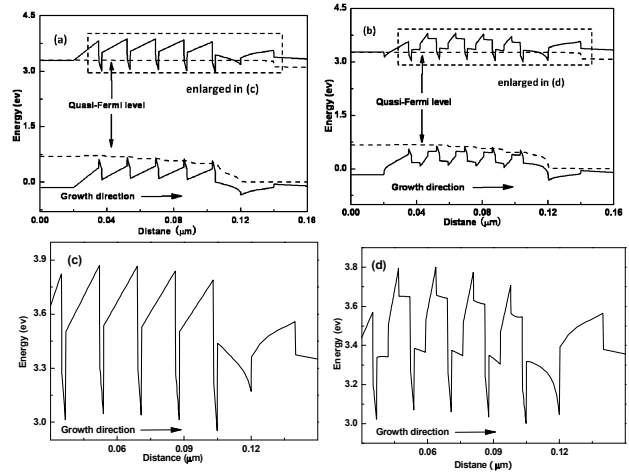 (a)
4.5
3.0
1.5
0.0
Energy (ev)
enlarged in (c)
Quasi-Fermi level
Growth direction
0.00 0.04 0.08 0.12 0.16
Distane (μm)
(b)
4.5
3.0
1.5
0.0
Energy (ev)
enlarged in (d)
Quasi-Fermi level
Growth direction
0.00 0.04 0.08 0.12 0.16
Distane (μm)
(c)
3.9
3.6
3.3
3.0
Energy (ev)
Growth direction
0.06 0.09 0.12
Distance (μm)
(d)
3.8
3.6
3.4
3.2
3.0
Energy (ev)
Growth direction
0.06 0.09 0.12
Distane ( μm)